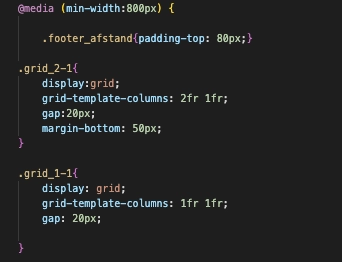 @media (min-width:800px) {
.footer_afstand{padding-top: 80px;}
.grid_2-1{
display:grid;
grid-template-columns: 2fr 1fr;
gap:20px;
margin-bottom: 50px;
}
.grid_1-1{
display: grid;
grid-template-columns: 1fr 1fr;
gap: 20px;
}